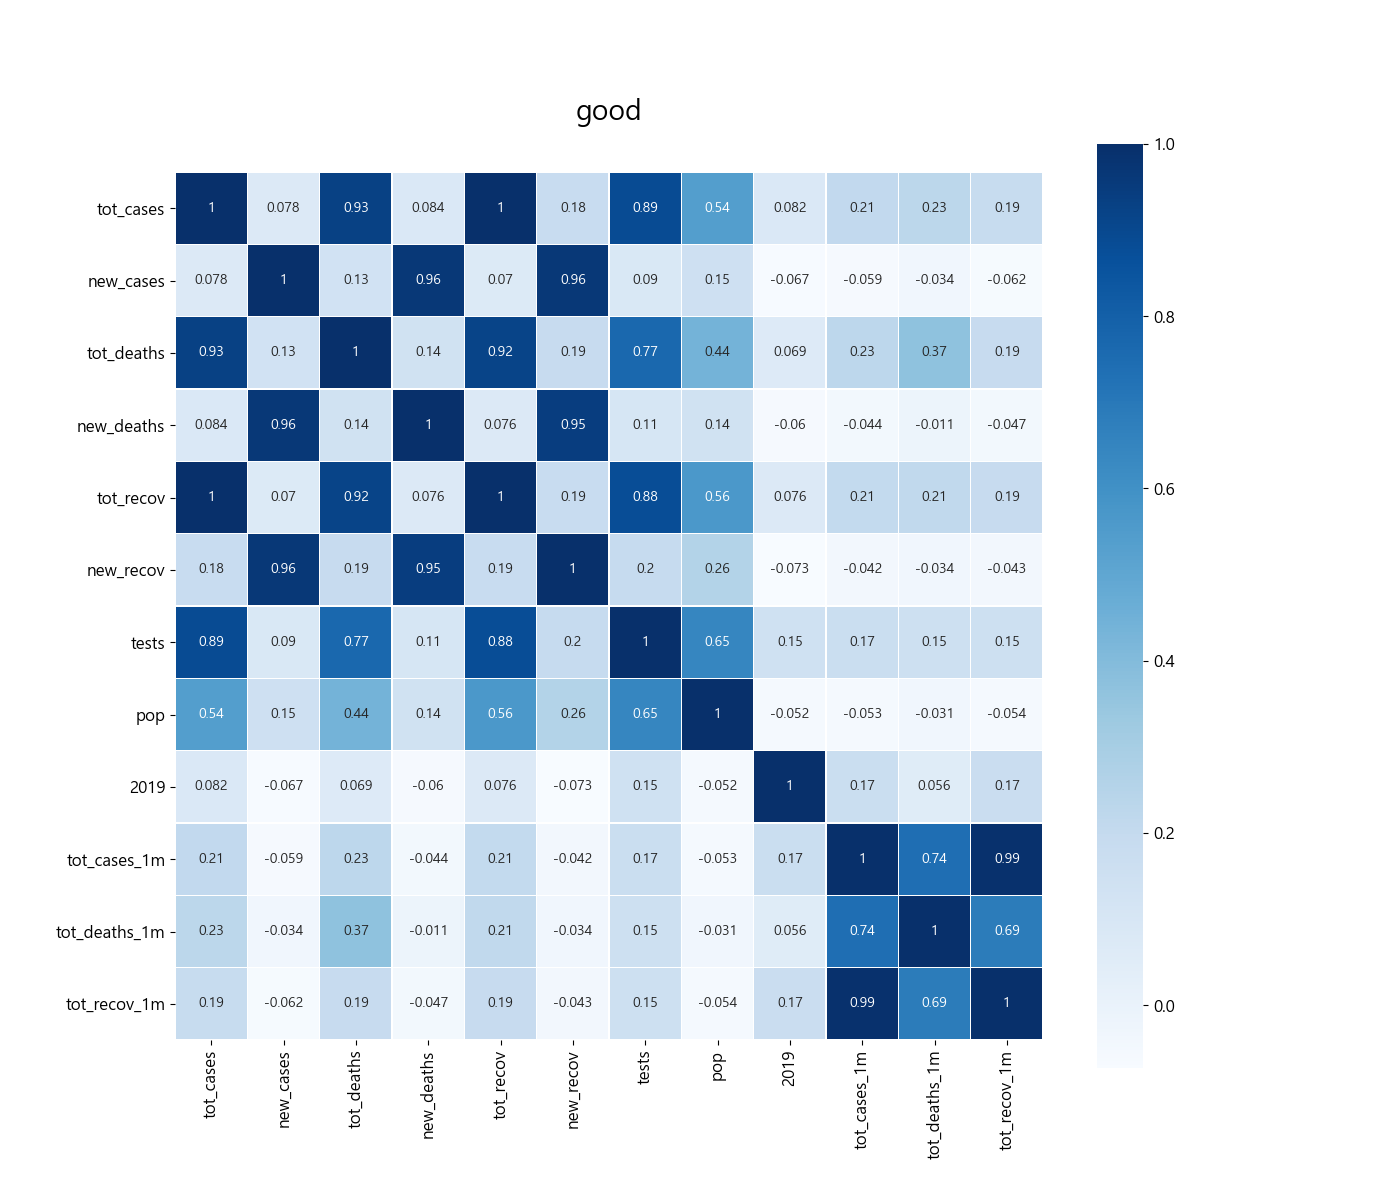 good
tot_cases 1 0.078 0.93 0.084 1 0.18 0.89 0.54 0.082 0.21 0.23 0.19
new_cases 0.078 1 0.13 0.96 0.07 0.96 0.09 0.15 -0.067 -0.059 -0.034 -0.062
tot_deaths 0.93 0.13 1 0.14 0.92 0.19 0.77 0.44 0.069 0.23 0.37 0.19
new_deaths 0.084 0.96 0.14 1 0.076 0.95 0.11 0.14 -0.06 -0.044 -0.011 -0.047
tot_recov 1 0.07 0.92 0.076 1 0.19 0.88 0.56 0.076 0.21 0.21 0.19
new_recov 0.18 0.96 0.19 0.95 0.19 1 0.2 0.26 -0.073 -0.042 -0.034 -0.043
tests 0.89 0.09 0.77 0.11 0.88 0.2 1 0.65 0.15 0.17 0.15 0.15
pop 0.54 0.15 0.44 0.14 0.56 0.26 0.65 1 -0.052 -0.053 -0.031 -0.054
2019 0.082 -0.067 0.069 -0.06 0.076 -0.073 0.15 -0.052 1 0.17 0.056 0.17
tot_cases_1m 0.21 -0.059 0.23 -0.044 0.21 -0.042 0.17 -0.053 0.17 1 0.74 0.99
tot_deaths_1m 0.23 -0.034 0.37 -0.011 0.21 -0.034 0.15 -0.031 0.056 0.74 1 0.69
tot_recov_1m 0.19 -0.062 0.19 -0.047 0.19 -0.043 0.15 -0.054 0.17 0.99 0.69 1
tot_cases new_cases tot_deaths new_deaths tot_recov new_recov tests pop 2019 tot_cases_1m tot_deaths_1m tot_recov_1m
1.0
0.8
0.6
0.4
0.2
0.0